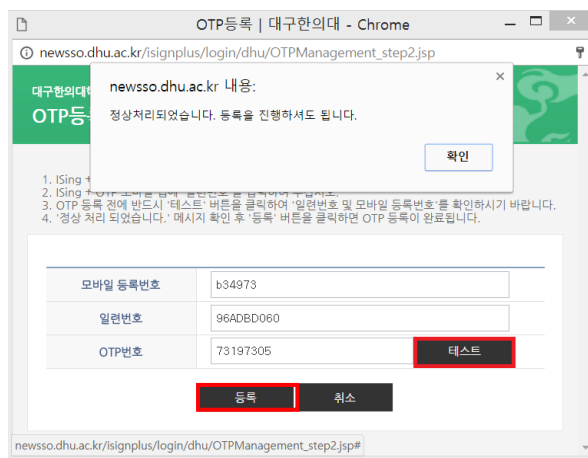 OTP등록 | 대구한의대 - Chrome
newsso.dhu.ac.kr/isignplus/login/dhu/OTPManagement_step2.jsp
대구한의대
OTP등
newsso.dhu.ac.kr 내용:
정상처리되었습니다. 등록을 진행하셔도 됩니다.
확인
1. ISing +
2. ISing +
3. OTP 등록 전에 반드시 '테스트' 버튼을 클릭하여 '일련번호 및 모바일 등록번호'를 확인하시기 바랍니다.
4. '정상 처리 되었습니다.' 메시지 확인 후 '등록' 버튼을 클릭하면 OTP 등록이 완료됩니다.
모바일 등록번호 b34973
일련번호 96ADBD060
OTP번호 73197305 테스트
등록 취소
newsso.dhu.ac.kr/isignplus/login/dhu/OTPManagement_step2.jsp#